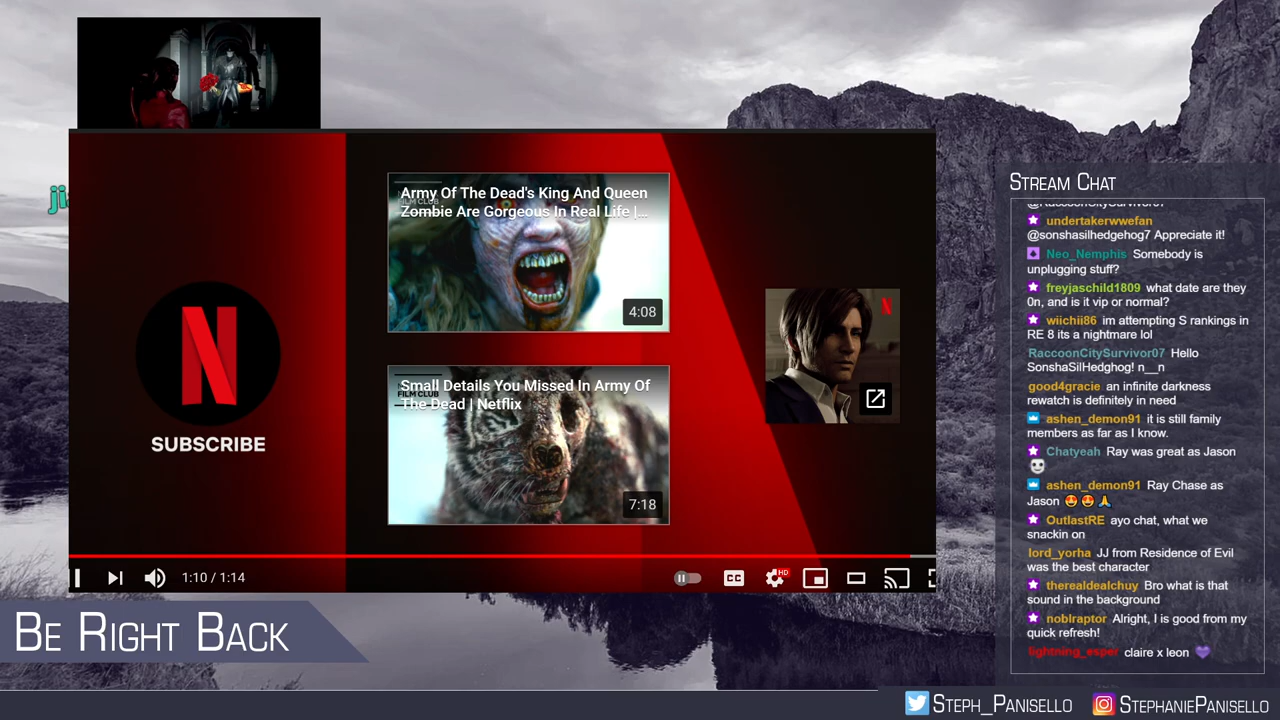 ji
Army Of The Dead's King And Queen
Zombie Are Gorgeous In Real Life |...
FILM CLUB
4:08
Small Details You Missed In Army Of
The Dead | Netflix
FILM CLUB
7:18
N
SUBSCRIBE
N
1:10 / 1:14
CC
HD
BE RIGHT BACK
STREAM CHAT
@RaccoonCitySurvivor07
undertakerwwefan
@sonshasilhedgehog7 Appreciate it!
Neo_Nemphis Somebody is
unplugging stuff?
freyjaschild1809 what date are they
0n, and is it vip or normal?
wiichii86 im attempting S rankings in
RE 8 its a nightmare lol
RaccoonCitySurvivor07 Hello
SonshaSilHedghog! n__n
good4gracie an infinite darkness
rewatch is definitely in need
ashen_demon91 it is still family
members as far as I know.
Chatyeah Ray was great as Jason
ashen_demon91 Ray Chase as
Jason 🤩🤩🙏
OutlastRE ayo chat, what we
snackin on
lord_yorha JJ from Residence of Evil
was the best character
therealdealchuy Bro what is that
sound in the background
noblraptor Alright, I is good from my
quick refresh!
lightning_esper claire x leon 💜
STEPH_PANISELLO
STEPHANIEPANISELLO